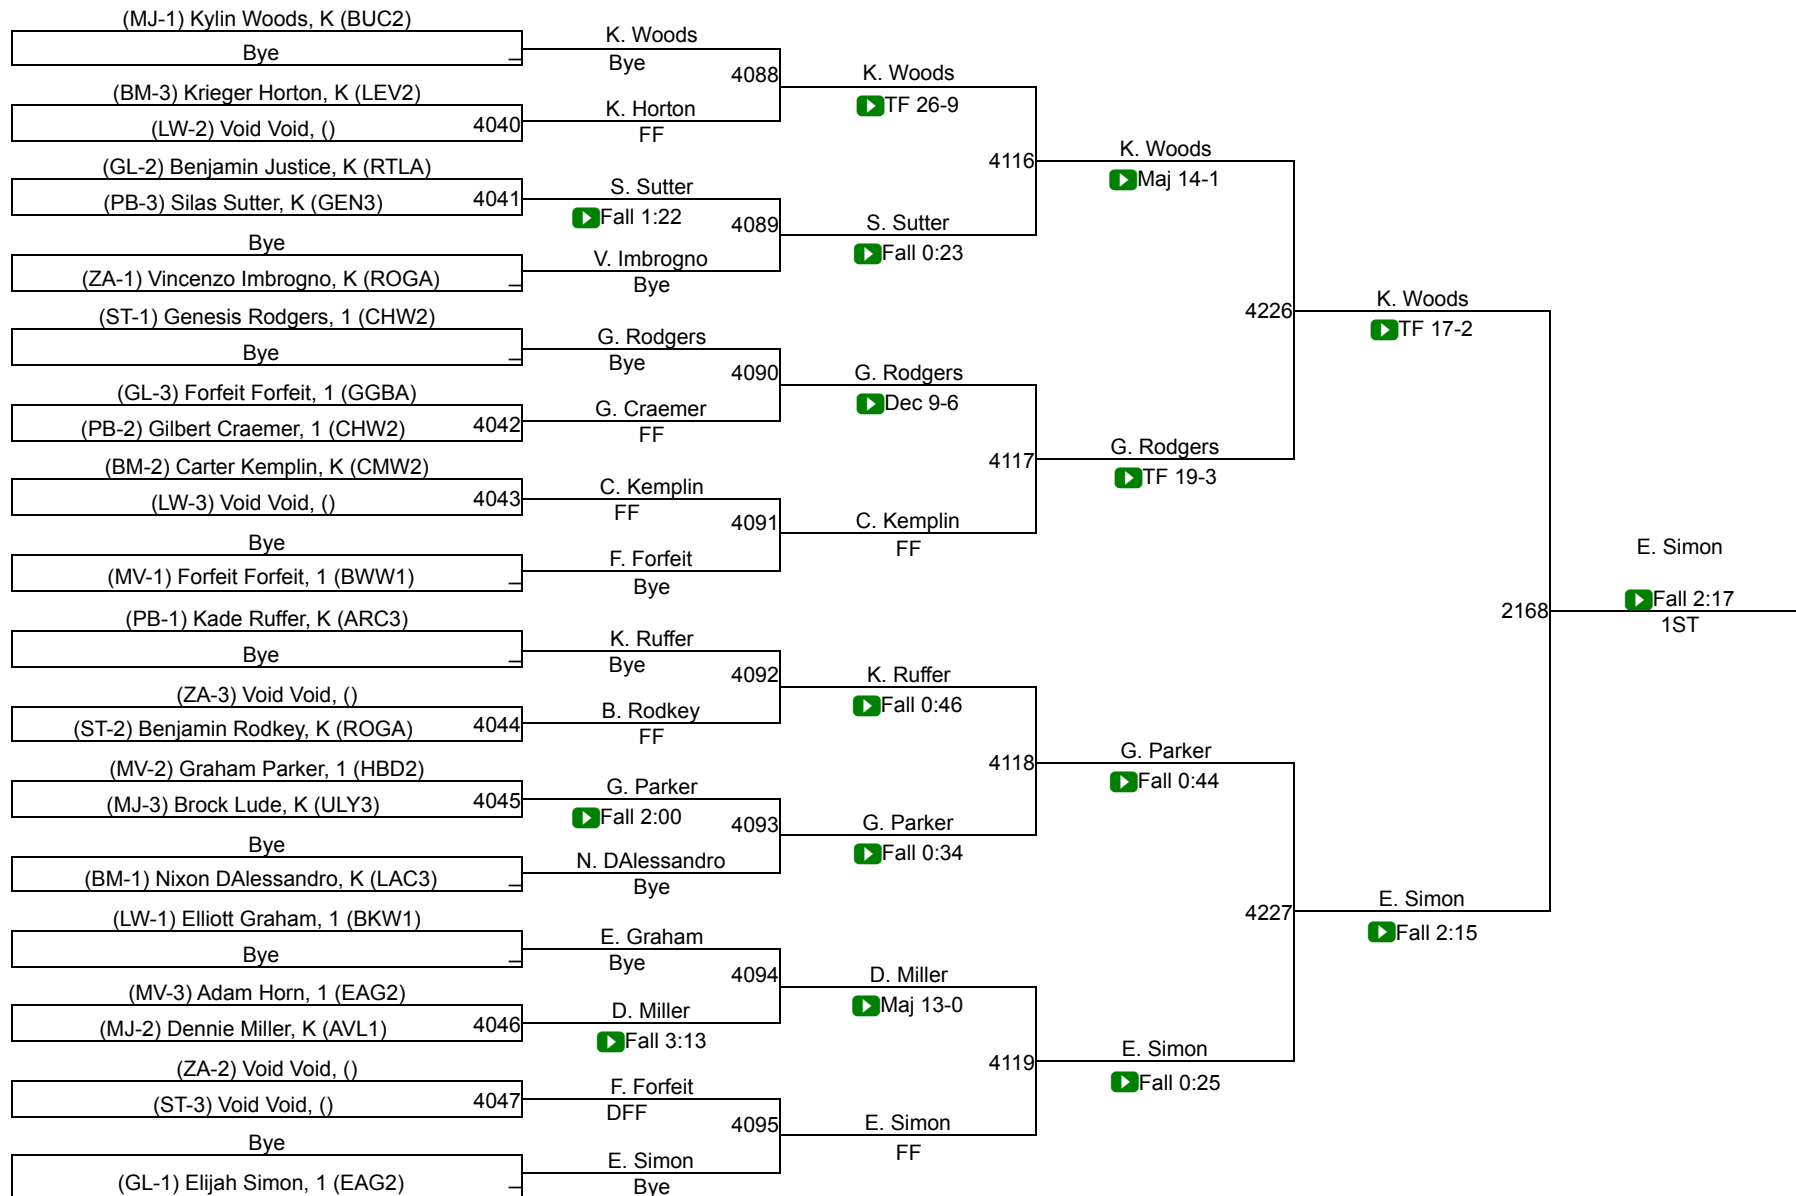 (MJ-1) Kylin Woods, K (BUC2)
Bye
(BM-3) Krieger Horton, K (LEV2)
(LW-2) Void Void, ()
4040
(GL-2) Benjamin Justice, K (RTLA)
(PB-3) Silas Sutter, K (GEN3)
4041
Bye
(ZA-1) Vincenzo Imbrogno, K (ROGA)
(ST-1) Genesis Rodgers, 1 (CHW2)
Bye
(GL-3) Forfeit Forfeit, 1 (GGBA)
(PB-2) Gilbert Craemer, 1 (CHW2)
4042
(BM-2) Carter Kemplin, K (CMW2)
(LW-3) Void Void, ()
4043
Bye
(MV-1) Forfeit Forfeit, 1 (BWW1)
(PB-1) Kade Ruffer, K (ARC3)
Bye
(ZA-3) Void Void, ()
(ST-2) Benjamin Rodkey, K (ROGA)
4044
(MV-2) Graham Parker, 1 (HBD2)
(MJ-3) Brock Lude, K (ULY3)
4045
Bye
(BM-1) Nixon DAlessandro, K (LAC3)
(LW-1) Elliott Graham, 1 (BKW1)
Bye
(MV-3) Adam Horn, 1 (EAG2)
(MJ-2) Dennie Miller, K (AVL1)
4046
(ZA-2) Void Void, ()
(ST-3) Void Void, ()
4047
Bye
(GL-1) Elijah Simon, 1 (EAG2)
K. Woods
Bye
4088
K. Horton
FF
S. Sutter
Fall 1:22
4089
V. Imbrogno
Bye
G. Rodgers
Bye
4090
G. Craemer
FF
C. Kemplin
FF
4091
F. Forfeit
Bye
K. Ruffer
Bye
4092
B. Rodkey
FF
G. Parker
Fall 2:00
4093
N. DAlessandro
Bye
E. Graham
Bye
4094
D. Miller
Fall 3:13
F. Forfeit
DFF
4095
E. Simon
Bye
K. Woods
TF 26-9
4116
S. Sutter
Fall 0:23
G. Rodgers
Dec 9-6
4117
C. Kemplin
FF
K. Ruffer
Fall 0:46
4118
G. Parker
Fall 0:34
D. Miller
Maj 13-0
4119
E. Simon
FF
K. Woods
Maj 14-1
4226
G. Rodgers
TF 19-3
G. Parker
Fall 0:44
4227
E. Simon
Fall 0:25
K. Woods
TF 17-2
2168
E. Simon
Fall 2:15
E. Simon
Fall 2:17
1ST